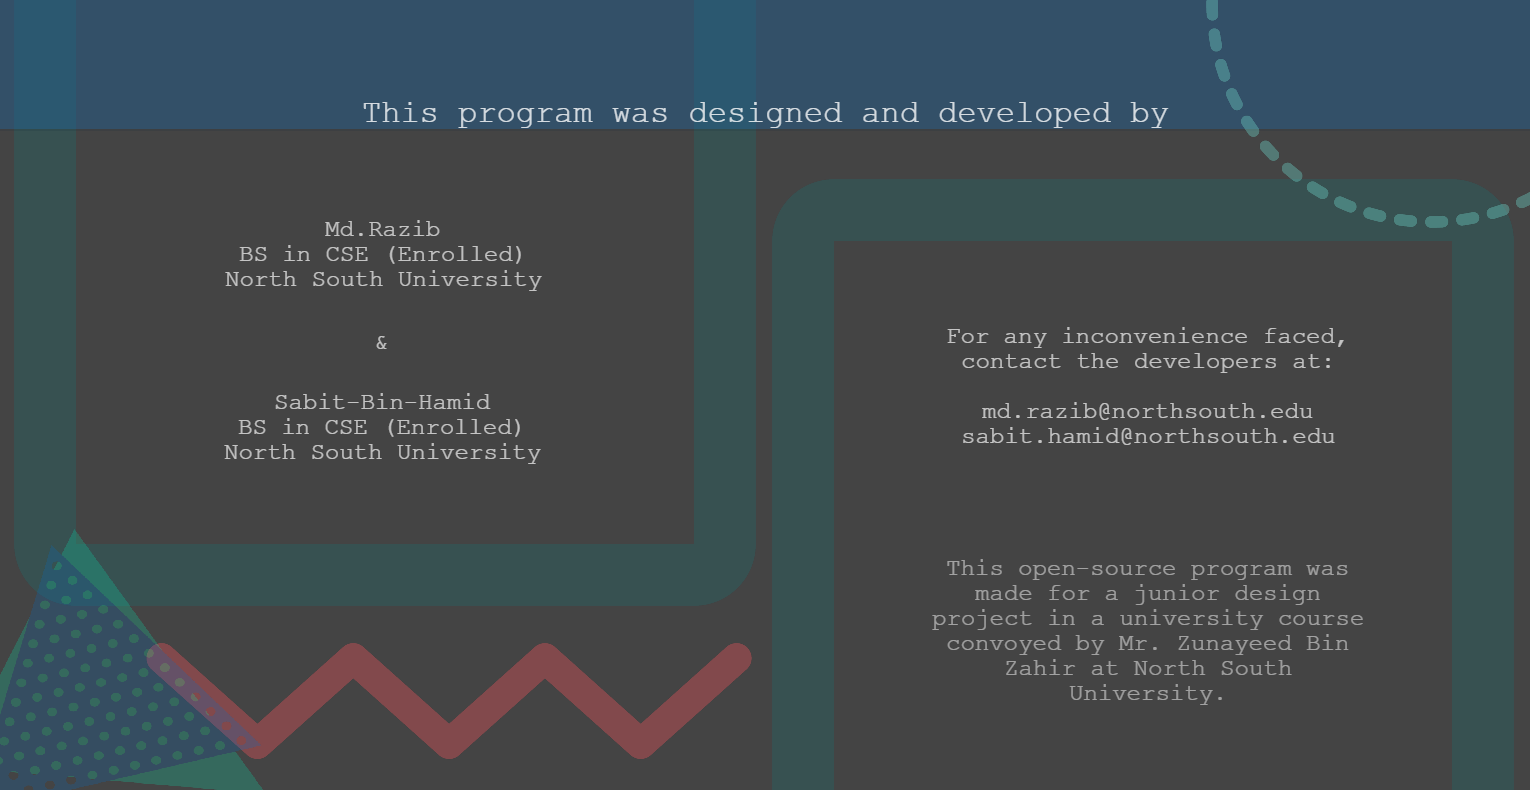 This program was designed and developed by
Md.Razib
BS in CSE (Enrolled)
North South University
&
Sabit-Bin-Hamid
BS in CSE (Enrolled)
North South University
For any inconvenience faced,
contact the developers at:
md.razib@northsouth.edu
sabit.hamid@northsouth.edu
This open-source program was
made for a junior design
project in a university course
convoyed by Mr. Zunayeed Bin
Zahir at North South
University.